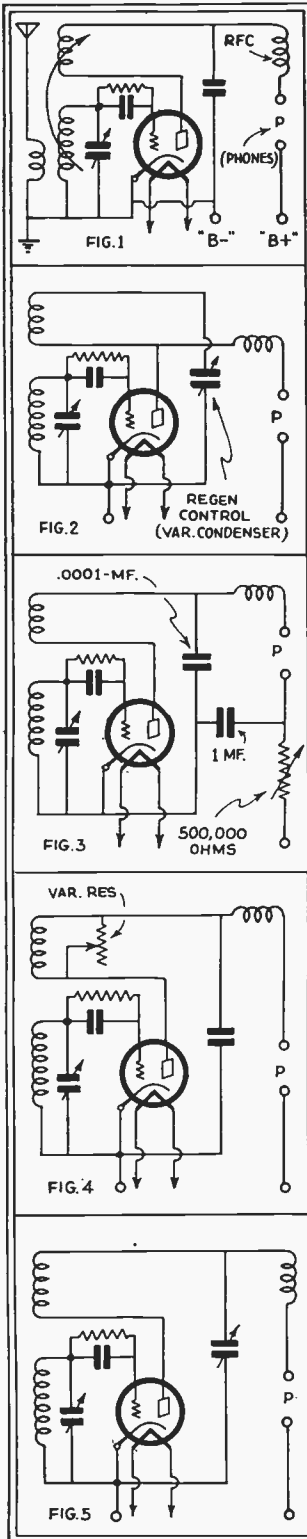 RFC
P
(PHONES)
FIG.1
"B-"
"B+"
P
REGEN
CONTROL
(VAR. CONDENSER)
FIG.2
.0001-MF.
P
1 MF.
500,000
OHMS
FIG.3
VAR. RES
P
FIG.4
P
FIG.5